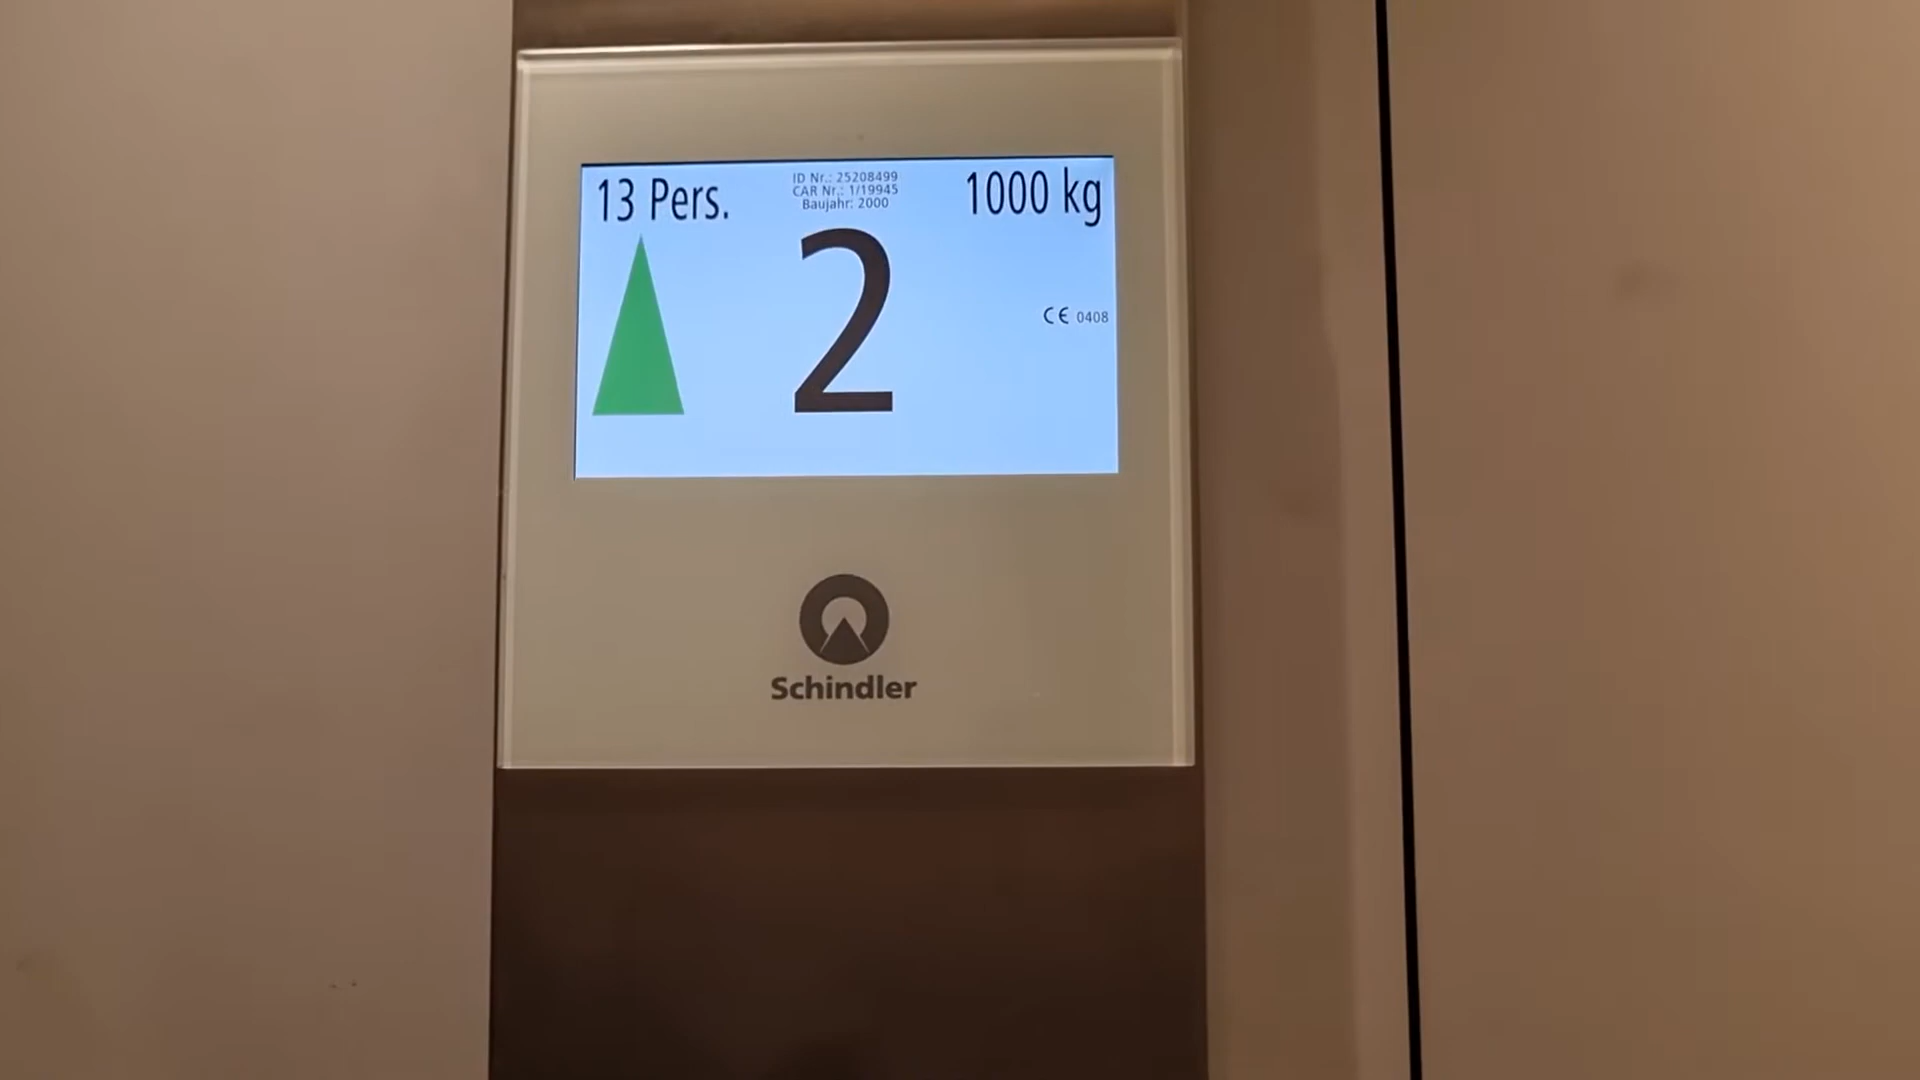 13 Pers.
ID Nr.: 25208499
CAR Nr.: 1/19945
Baujahr: 2000
1000 kg
2
CE 0408
Schindler